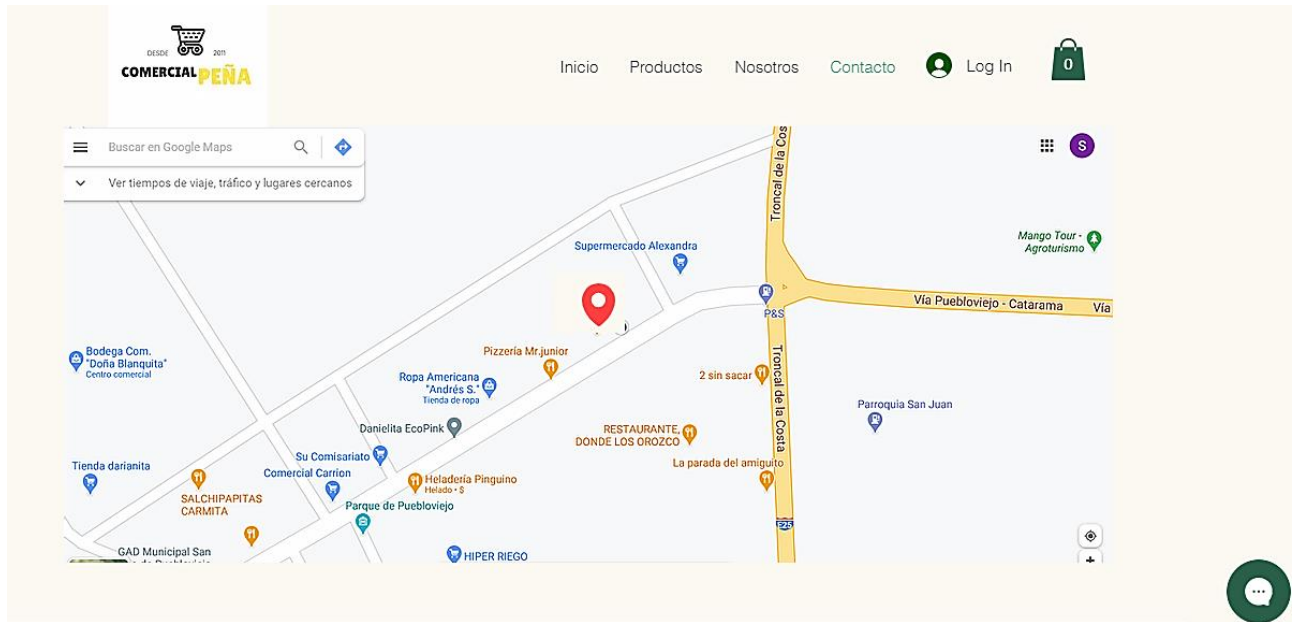 DESDE 2011
COMERCIAL PEÑA
Inicio Productos Nosotros Contacto Log In 0
Buscar en Google Maps
Ver tiempos de viaje, tráfico y lugares cercanos
S
Troncal de la Cos
Mango Tour -
Agroturismo
Supermercado Alexandra
P&S
Vía Puebloviejo - Catarama Vía
Bodega Com.
"Doña Blanquita"
Centro comercial
Pizzería Mr.junior
Ropa Americana
"Andrés S."
Tienda de ropa
2 sin sacar
Troncal de la Costa
Parroquia San Juan
Danielita EcoPink
RESTAURANTE,
DONDE LOS OROZCO
Su Comisariato
La parada del amiguito
Tienda darianita
Comercial Carrion
Heladería Pinguino
Helado · $
SALCHIPAPITAS
CARMITA
Parque de Puebloviejo
E25
GAD Municipal San
HIPER RIEGO